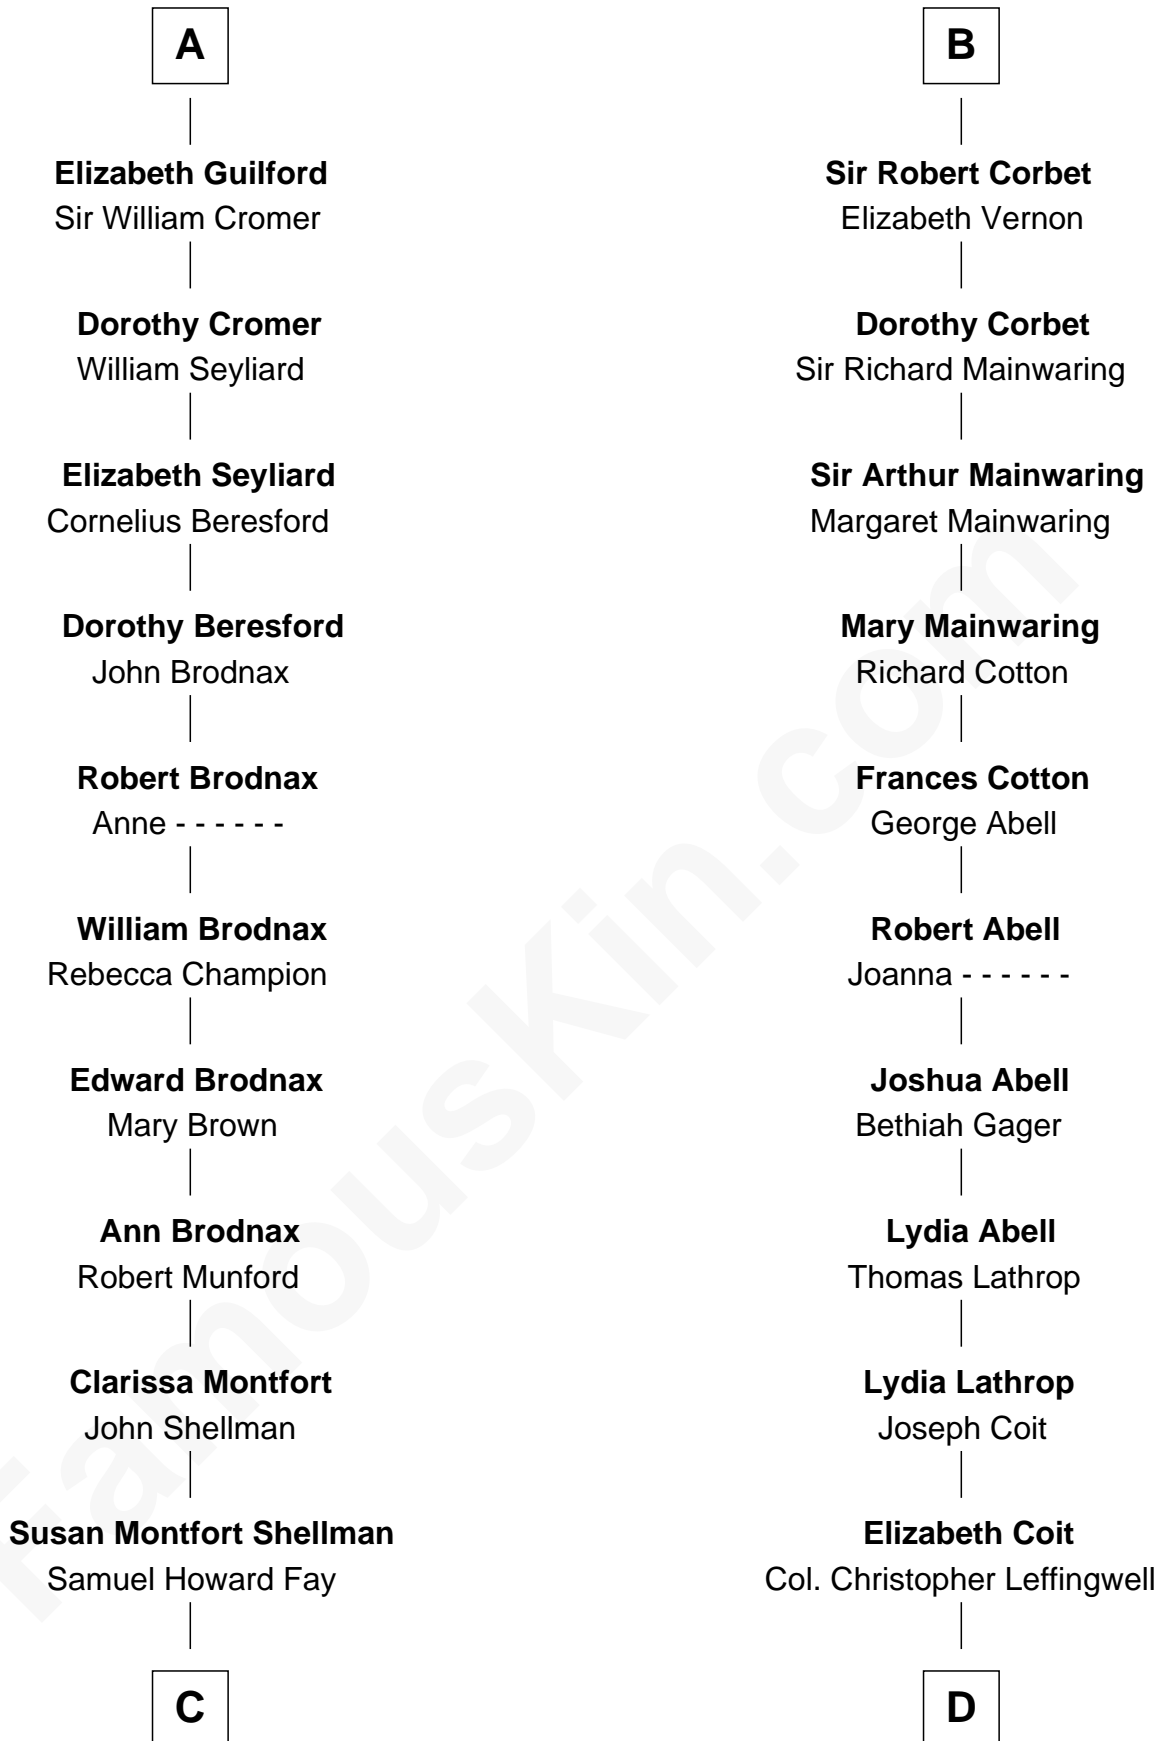 A
Elizabeth Guilford
Sir William Cromer
Dorothy Cromer
William Seyliard
Elizabeth Seyliard
Cornelius Beresford
Dorothy Beresford
John Brodnax
Robert Brodnax
Anne - - - - - -
William Brodnax
Rebecca Champion
Edward Brodnax
Mary Brown
Ann Brodnax
Robert Munford
Clarissa Montfort
John Shellman
Susan Montfort Shellman
Samuel Howard Fay
C
B
Sir Robert Corbet
Elizabeth Vernon
Dorothy Corbet
Sir Richard Mainwaring
Sir Arthur Mainwaring
Margaret Mainwaring
Mary Mainwaring
Richard Cotton
Frances Cotton
George Abell
Robert Abell
Joanna - - - - - -
Joshua Abell
Bethiah Gager
Lydia Abell
Thomas Lathrop
Lydia Lathrop
Joseph Coit
Elizabeth Coit
Col. Christopher Leffingwell
D
FamousKin.com